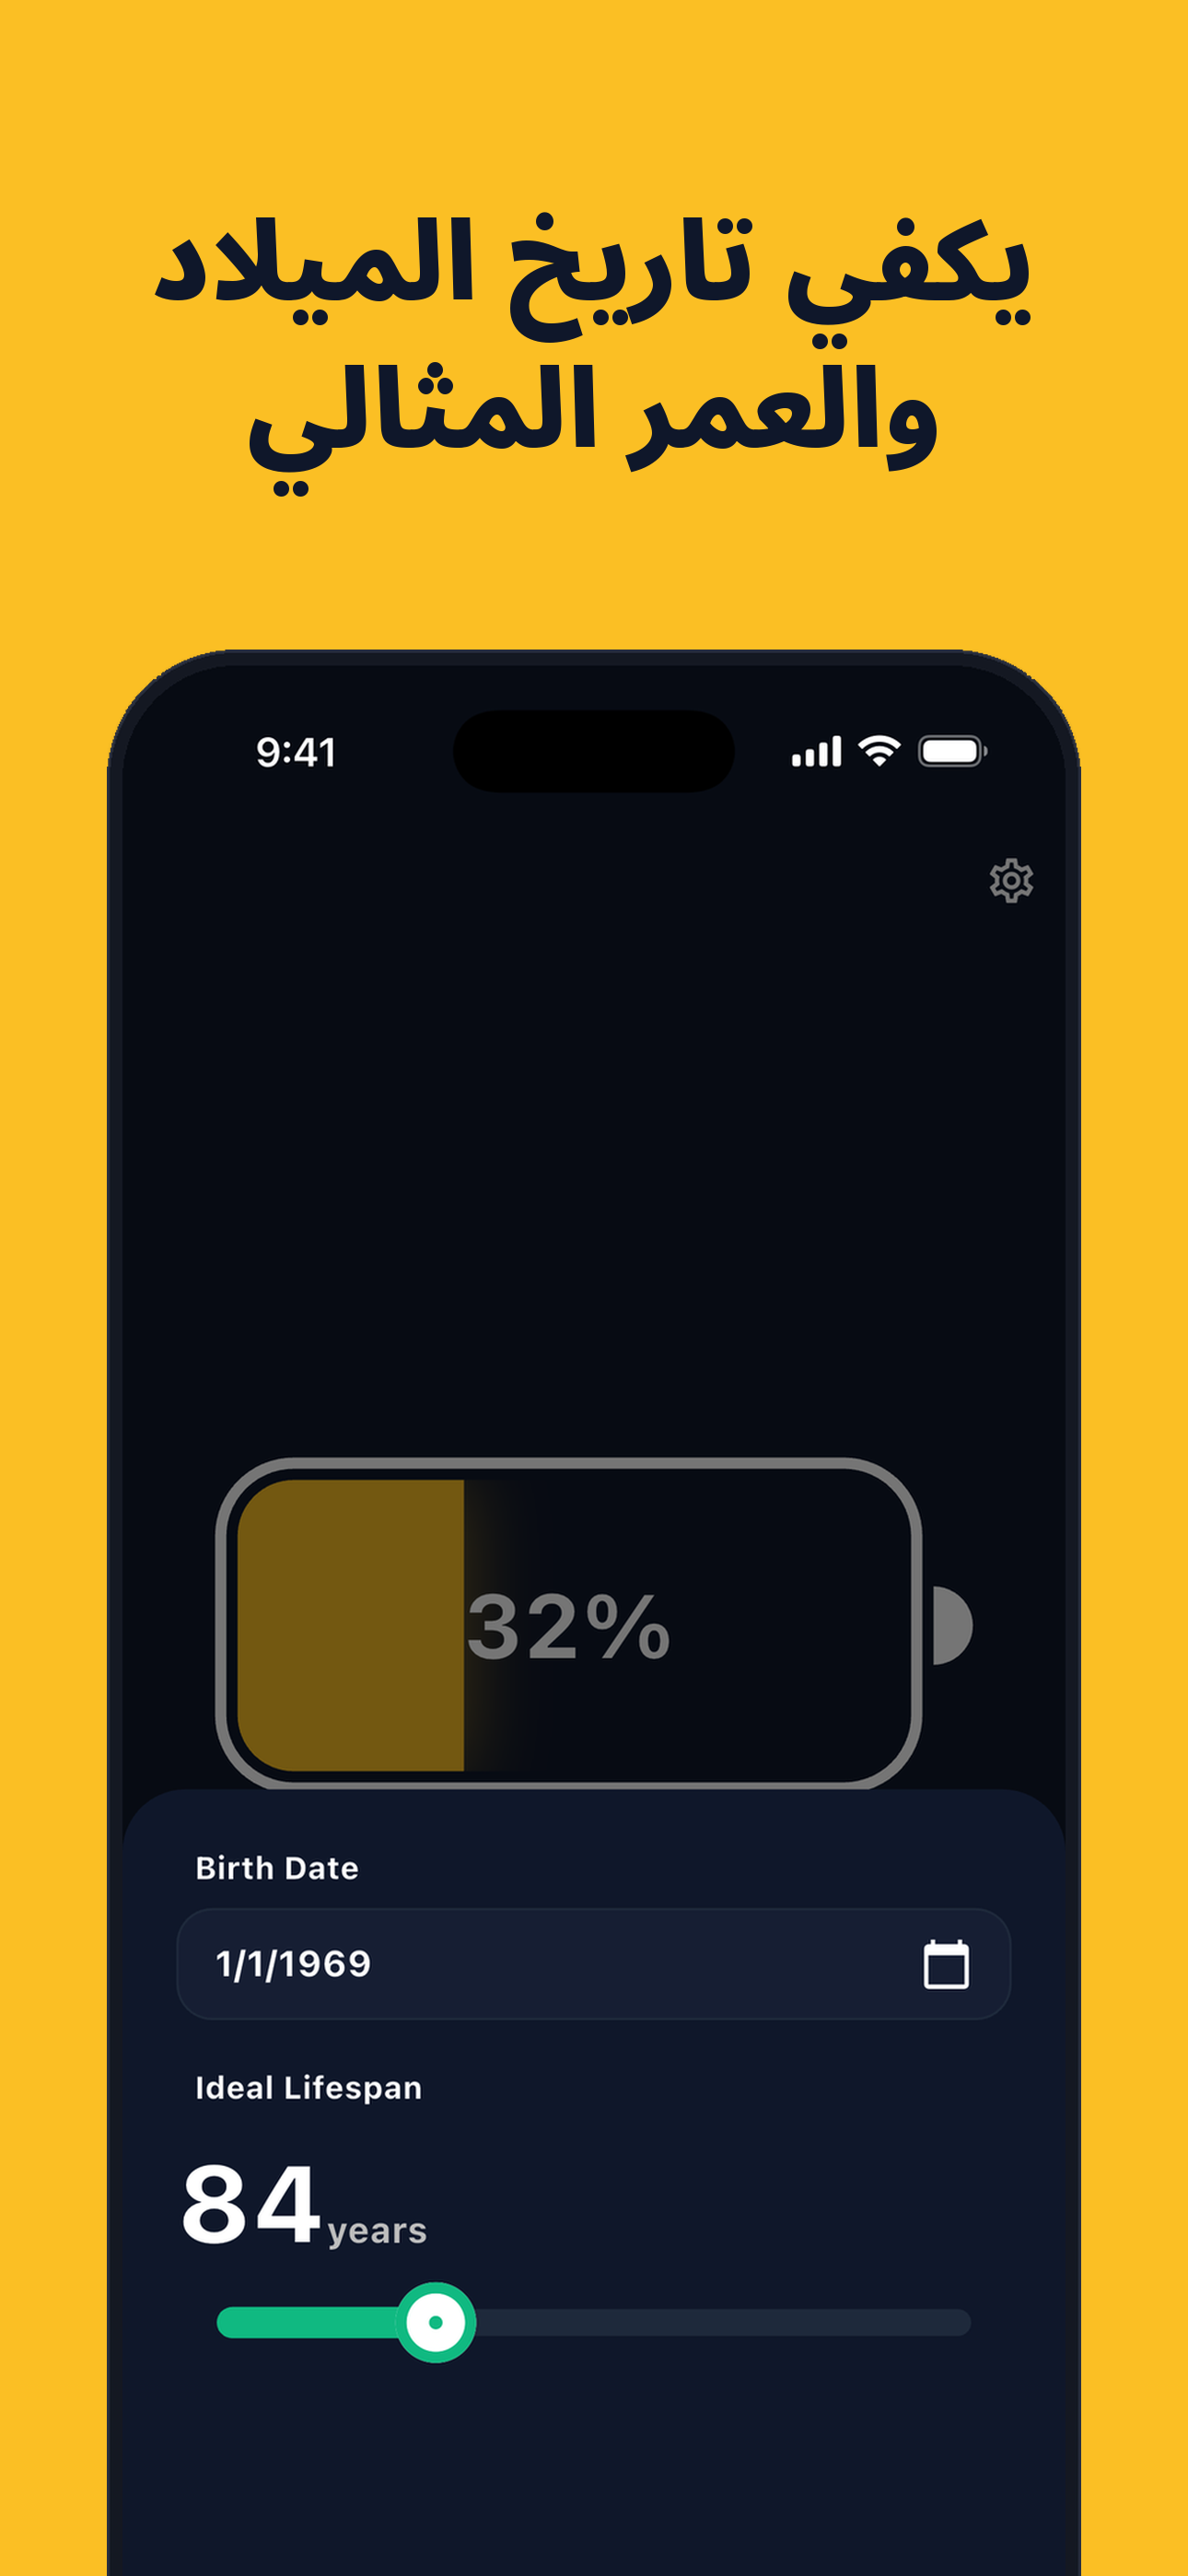 يكفي تاريخ الميلاد
والعمر المثالي
9:41
32%
Birth Date
1/1/1969
Ideal Lifespan
84 years